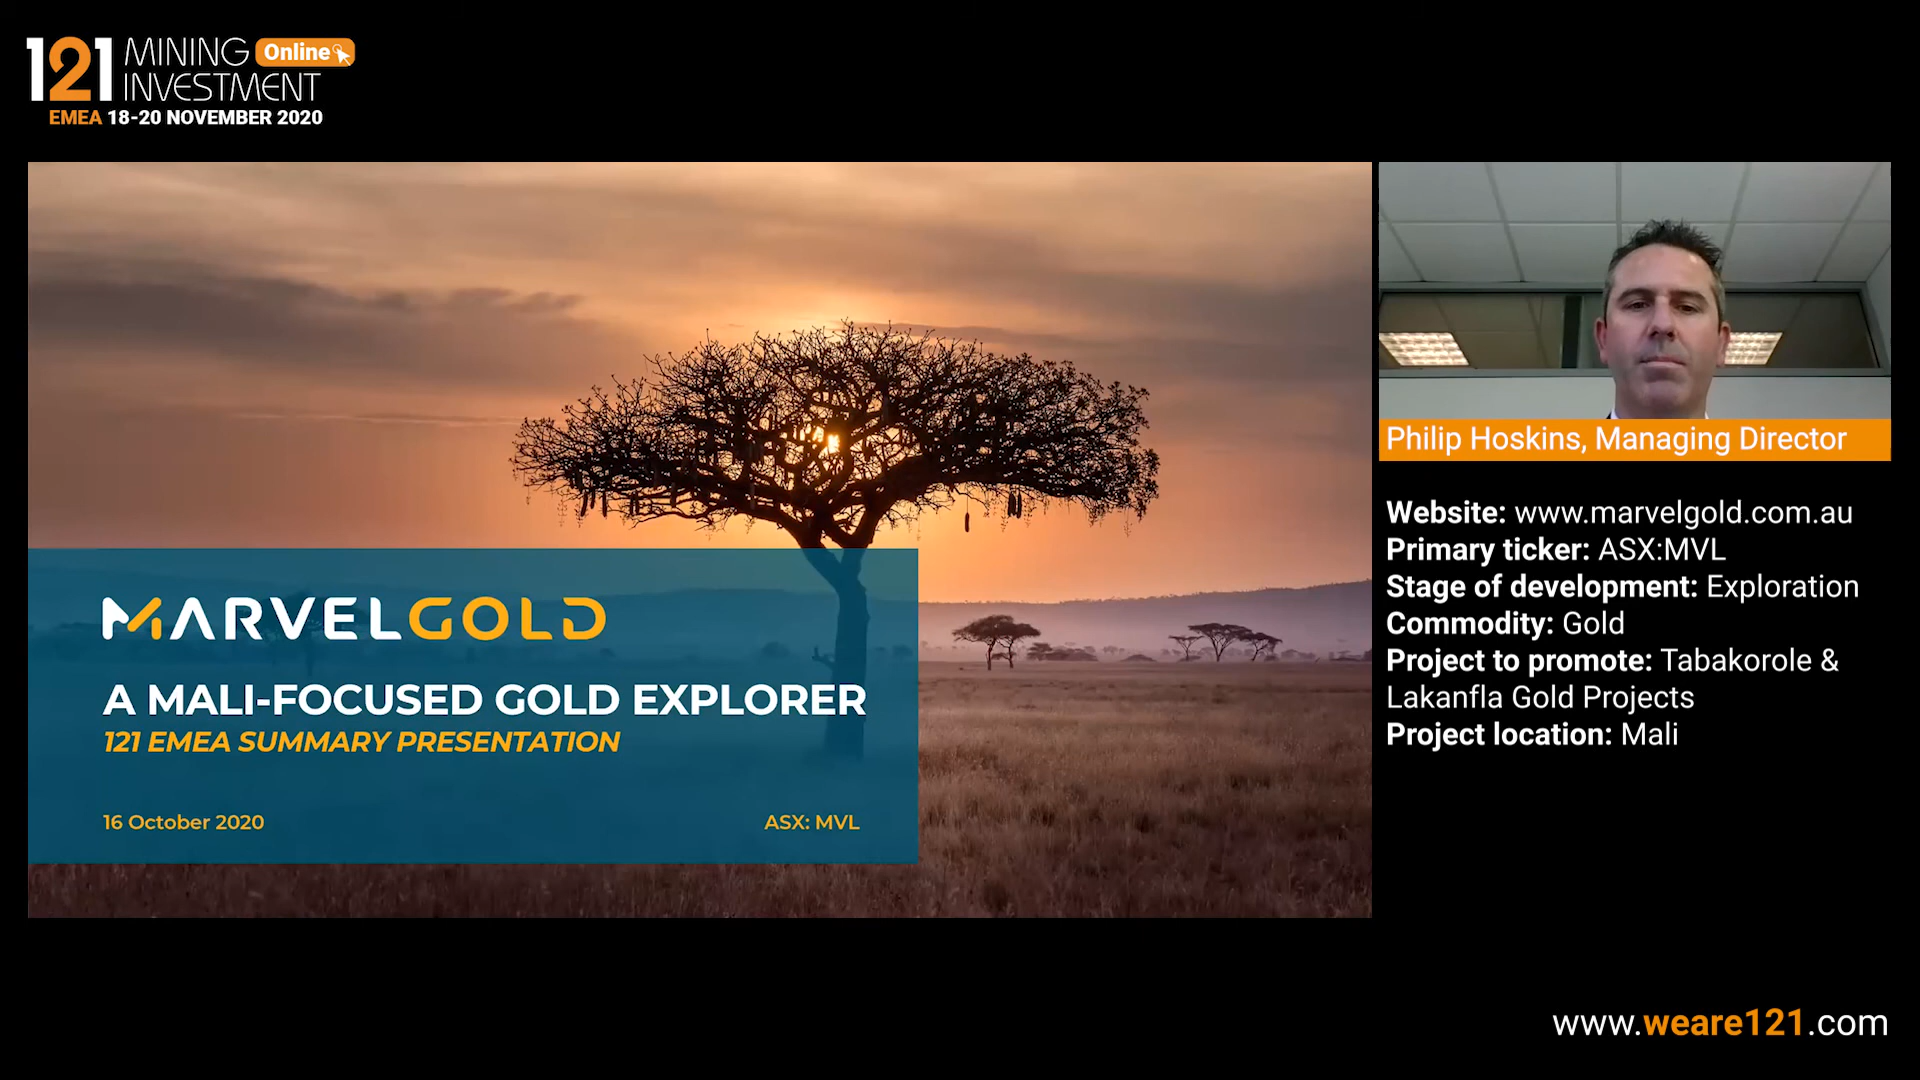 121 MINING Online
INVESTMENT
EMEA 18-20 NOVEMBER 2020
MARVELGOLD
A MALI-FOCUSED GOLD EXPLORER
121 EMEA SUMMARY PRESENTATION
16 October 2020
ASX: MVL
Philip Hoskins, Managing Director
Website: www.marvelgold.com.au
Primary ticker: ASX:MVL
Stage of development: Exploration
Commodity: Gold
Project to promote: Tabakorole &
Lakanfla Gold Projects
Project location: Mali
www.weare121.com